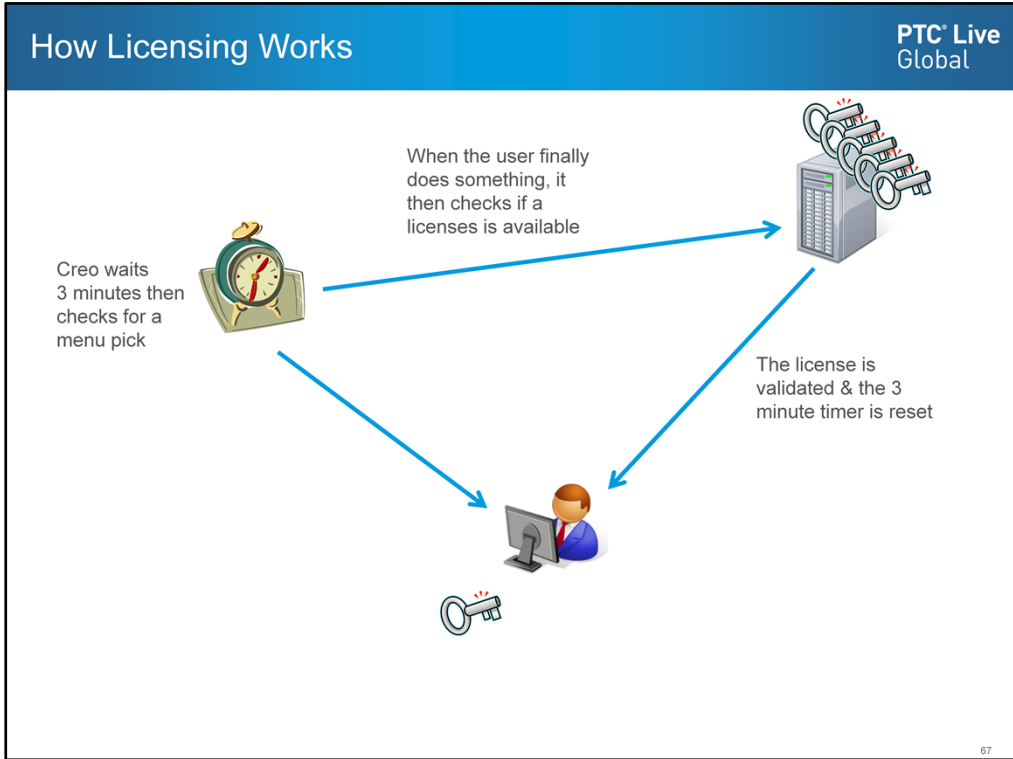 How Licensing Works
PTC® Live
Global
When the user finally
does something, it
then checks if a
licenses is available
Creo waits
3 minutes then
checks for a
menu pick
The license is
validated & the 3
minute timer is reset
67